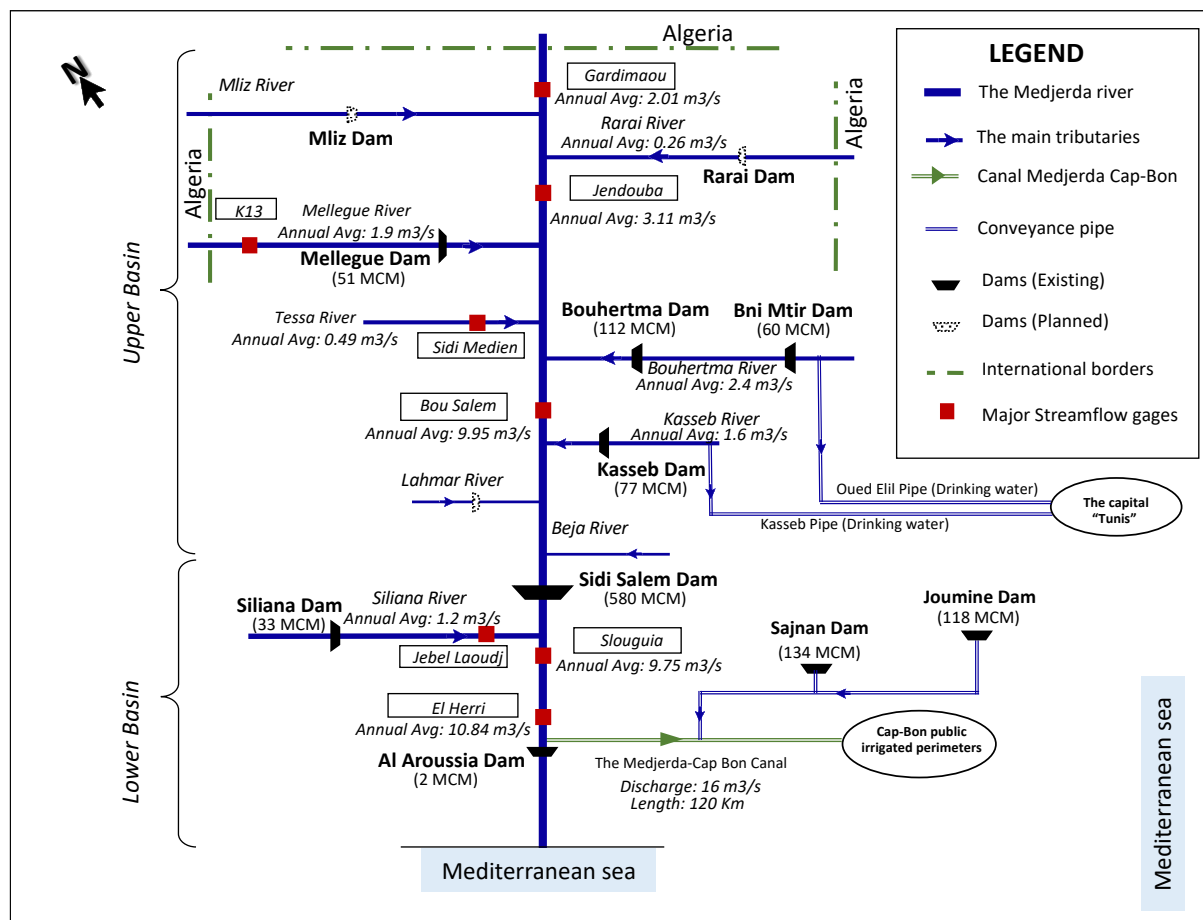 Algeria
N
Mliz River
Gardimaou
Annual Avg: 2.01 m3/s
Mliz Dam
Rarai River
Annual Avg: 0.26 m3/s
Rarai Dam
Algeria
Algeria
K13
Mellegue River
Annual Avg: 1.9 m3/s
Mellegue Dam
(51 MCM)
Jendouba
Annual Avg: 3.11 m3/s
Upper Basin
Tessa River
Annual Avg: 0.49 m3/s
Sidi Medien
Bouhertma Dam
(112 MCM)
Bni Mtir Dam
(60 MCM)
Bouhertma River
Annual Avg: 2.4 m3/s
Bou Salem
Annual Avg: 9.95 m3/s
Kasseb River
Annual Avg: 1.6 m3/s
Kasseb Dam
(77 MCM)
Lahmar River
Oued Elil Pipe (Drinking water)
Kasseb Pipe (Drinking water)
The capital
“Tunis”
Beja River
Sidi Salem Dam
(580 MCM)
Lower Basin
Siliana Dam
(33 MCM)
Siliana River
Annual Avg: 1.2 m3/s
Jebel Laoudj
Slouguia
Annual Avg: 9.75 m3/s
Sajnan Dam
(134 MCM)
Joumine Dam
(118 MCM)
El Herri
Annual Avg: 10.84 m3/s
Al Aroussia Dam
(2 MCM)
The Medjerda-Cap Bon Canal
Discharge: 16 m3/s
Length: 120 Km
Cap-Bon public
irrigated perimeters
Mediterranean sea
Mediterranean sea
LEGEND
The Medjerda river
The main tributaries
Canal Medjerda Cap-Bon
Conveyance pipe
Dams (Existing)
Dams (Planned)
International borders
Major Streamflow gages